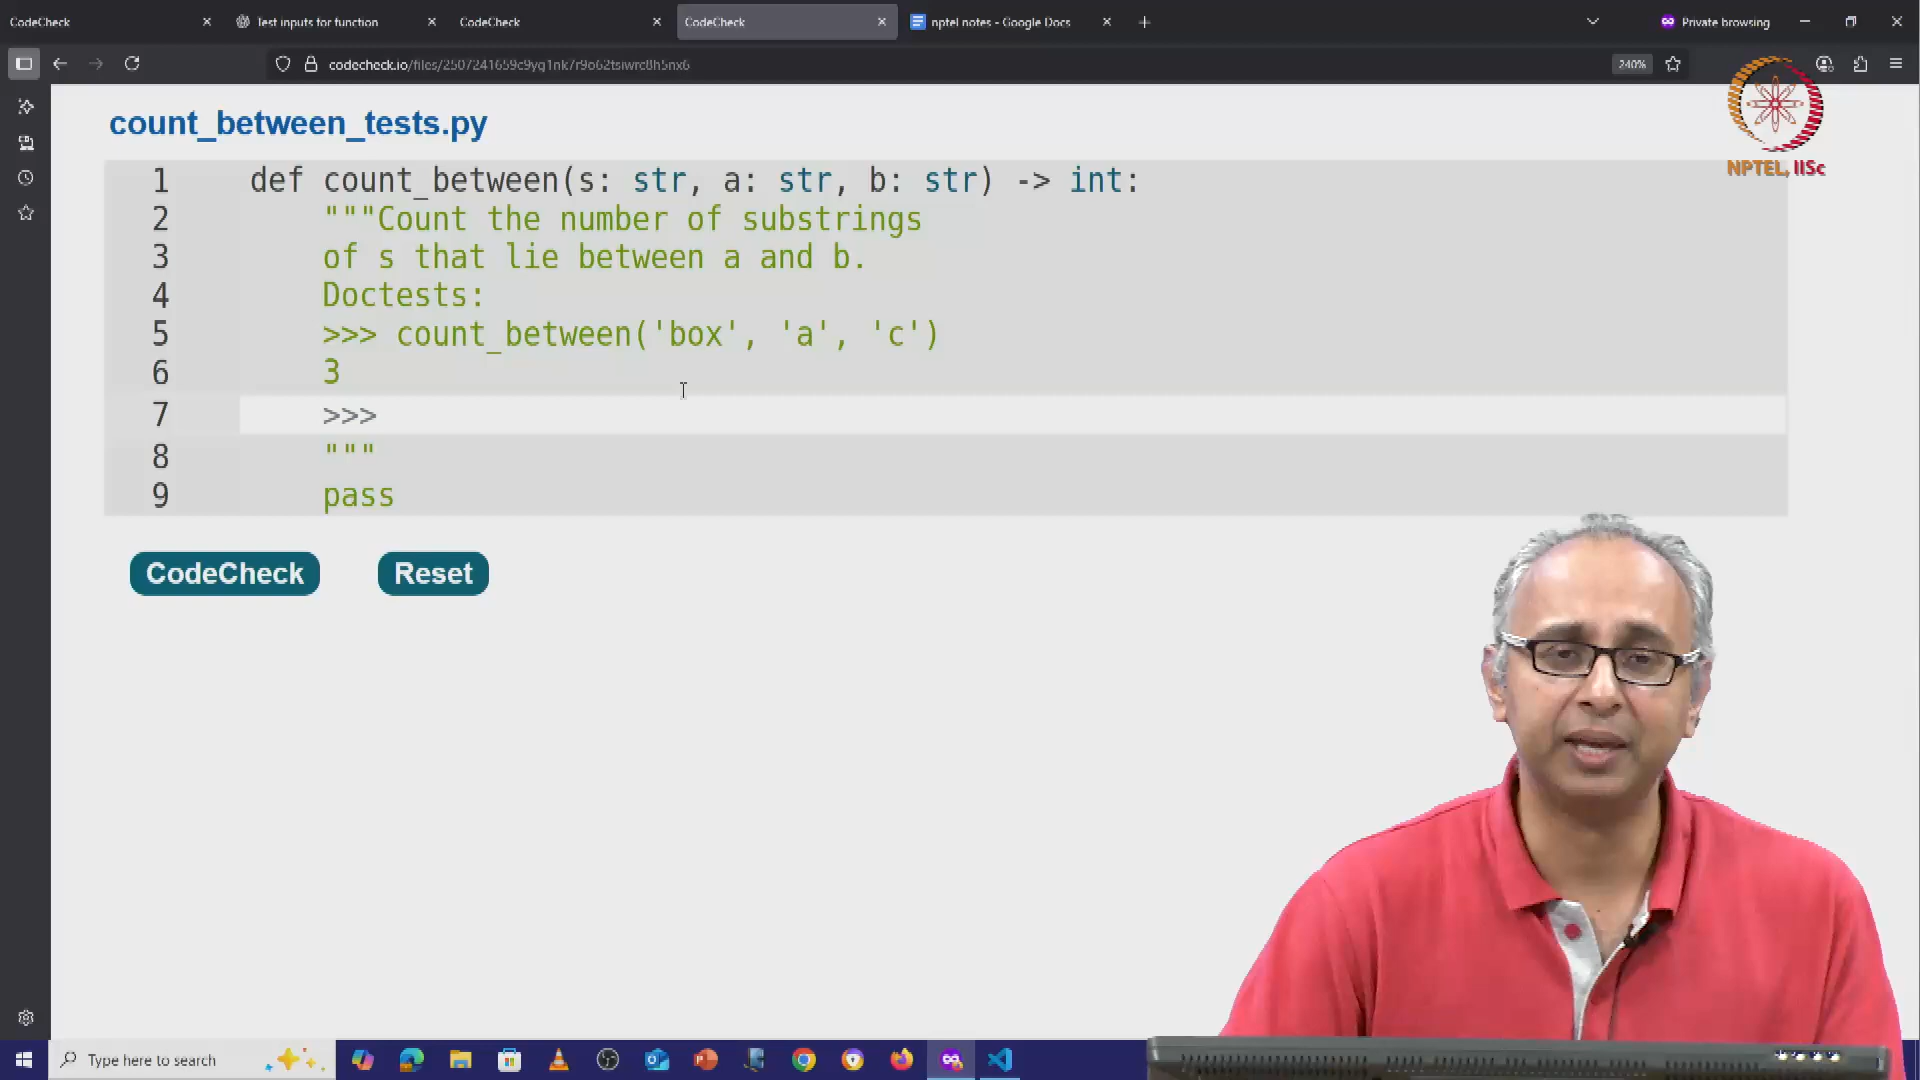 CodeCheck
Test inputs for function
CodeCheck
CodeCheck
nptel notes - Google Docs
Private browsing
codecheck.io/files/2507241659c9yg1nk7r9o62tsiwrc8h5nx6
240%
NPTEL, IISc
count_between_tests.py
1 def count_between(s: str, a: str, b: str) -> int:
2 """Count the number of substrings
3 of s that lie between a and b.
4 Doctests:
5 >>> count_between('box', 'a', 'c')
6 3
7 >>>
8 """
9 pass
CodeCheck
Reset
Type here to search